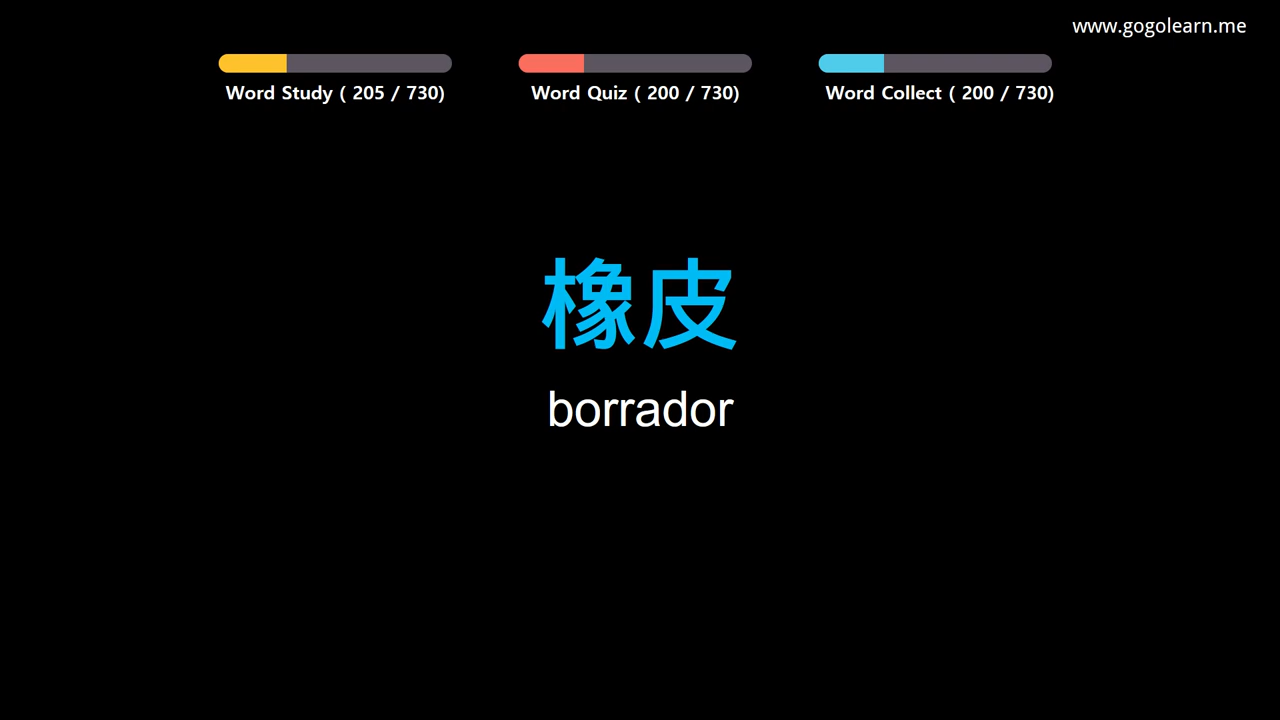 www.gogolearn.me
Word Study ( 205 / 730)
Word Quiz ( 200 / 730)
Word Collect ( 200 / 730)
橡皮
borrador